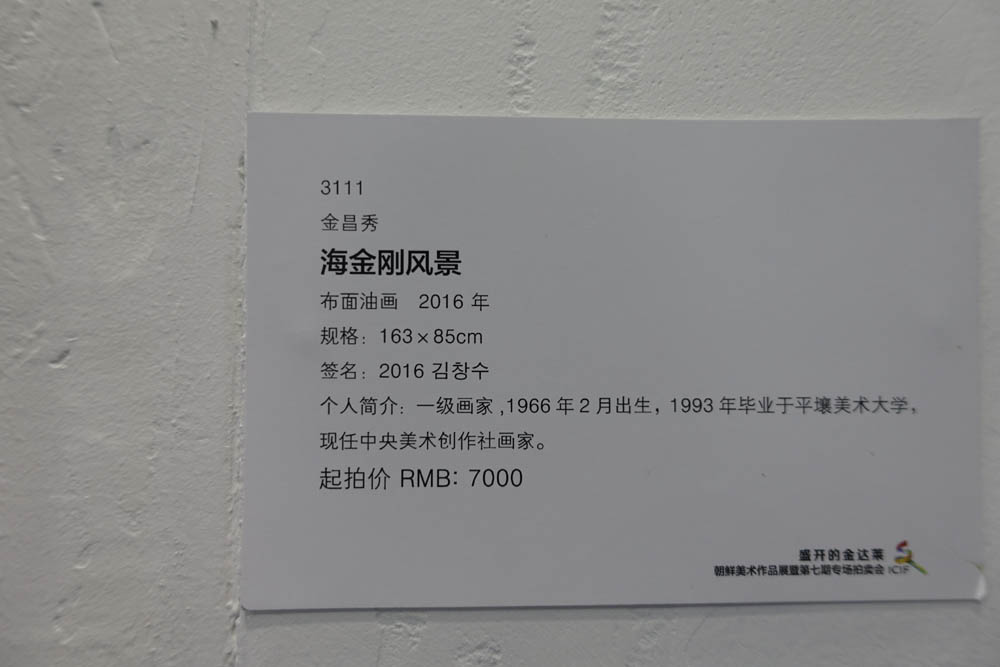 3111
金昌秀
海金刚风景
布面油画 2016 年
规格：163×85cm
签名：2016 김창수
个人简介：一级画家 ,1966 年 2 月出生，1993 年毕业于平壤美术大学，
现任中央美术创作社画家。
起拍价 RMB: 7000
盛开的金达莱
朝鲜美术作品展暨第七期专场拍卖会 ICIF